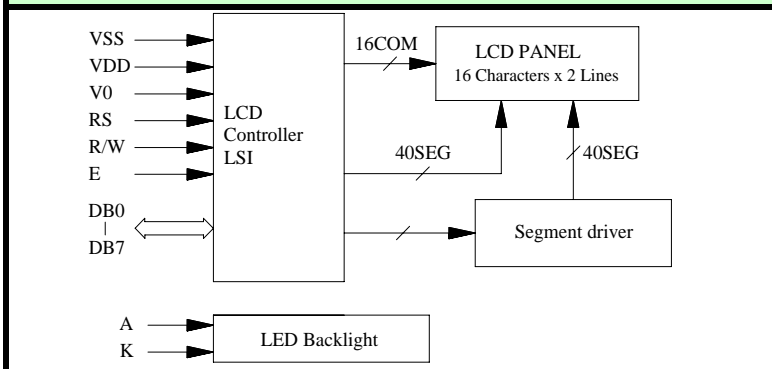 VSS
VDD
V0
RS
R/W
E
DB0
DB7
LCD
Controller
LSI
16COM
LCD PANEL
16 Characters x 2 Lines
40SEG
40SEG
Segment driver
A
K
LED Backlight